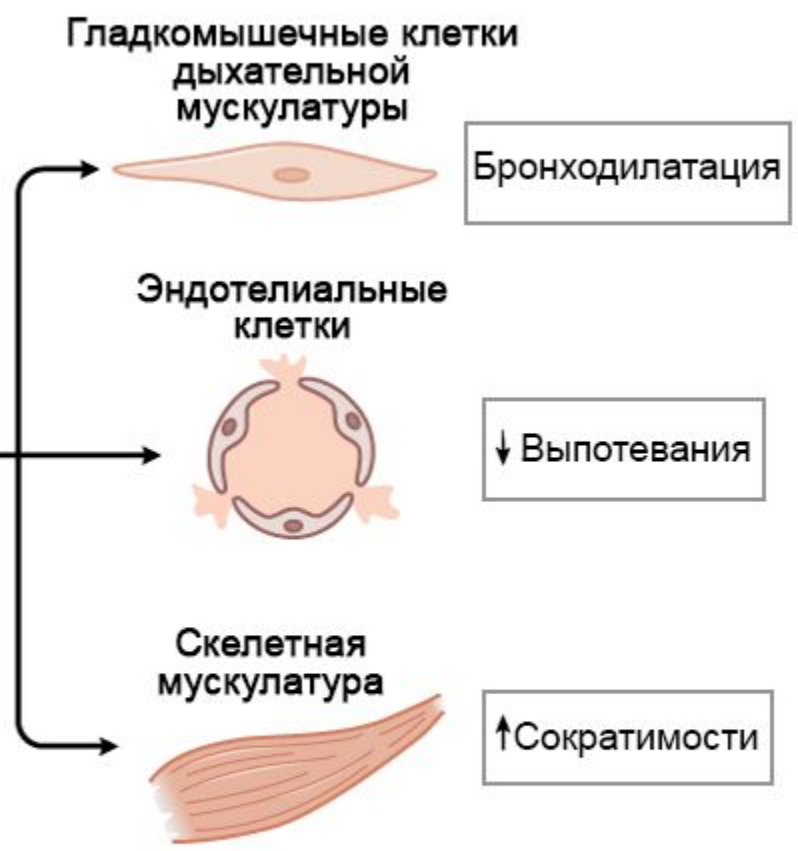 Гладкомышечные клетки
дыхательной
мускулатуры
Бронходилатация
Эндотелиальные
клетки
↓ Выпотевания
Скелетная
мускулатура
↑Сократимости